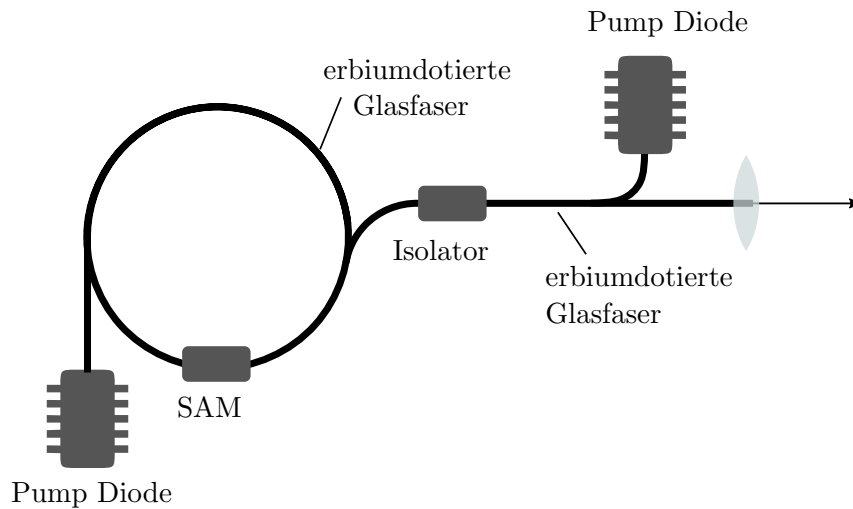 Pump Diode
erbiumdotierte
Glasfaser
Isolator
erbiumdotierte
Glasfaser
SAM
Pump Diode